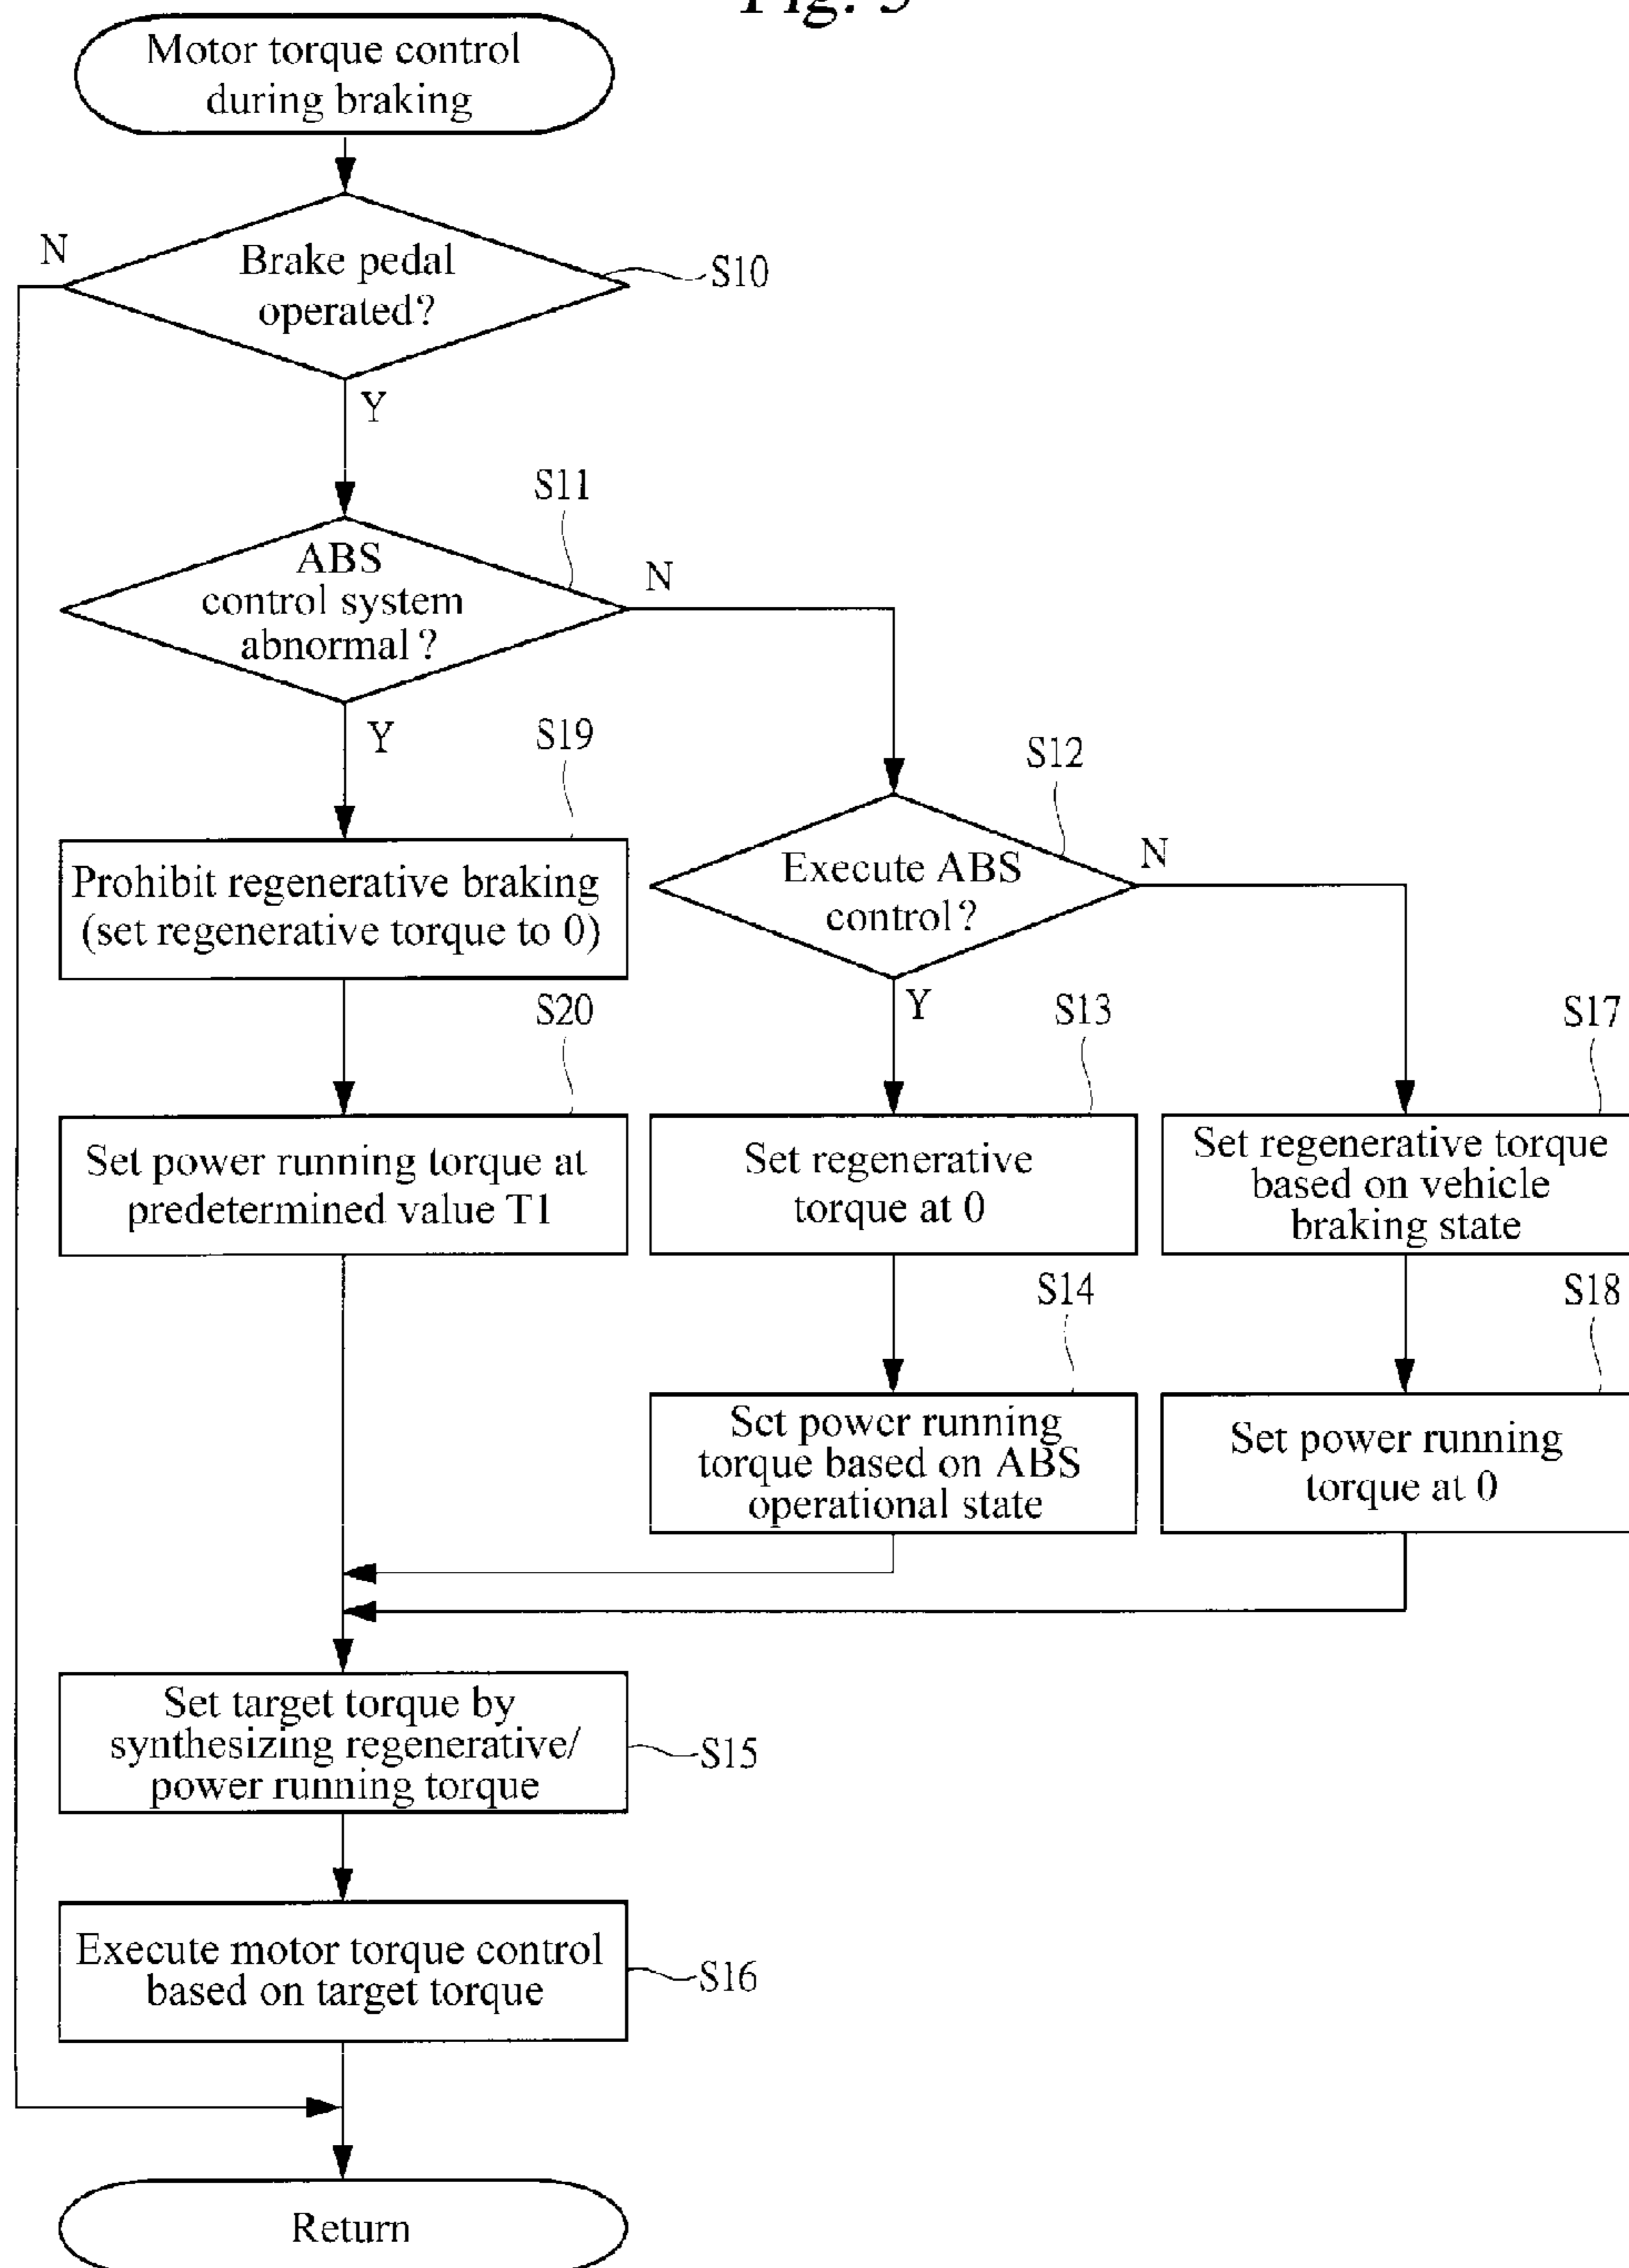 Motor torque control
during braking
N
Brake pedal
operated?
S10
Y
S11
ABS
control system
abnormal?
N
Y
S19
S12
Prohibit regenerative braking
(set regenerative torque to 0)
Execute ABS
control?
N
Y
S20
S13
S17
Set power running torque at
predetermined value T1
Set regenerative
torque at 0
Set regenerative torque
based on vehicle
braking state
S14
S18
Set power running
torque based on ABS
operational state
Set power running
torque at 0
Set target torque by
synthesizing regenerative/
power running torque
S15
Execute motor torque control
based on target torque
S16
Return